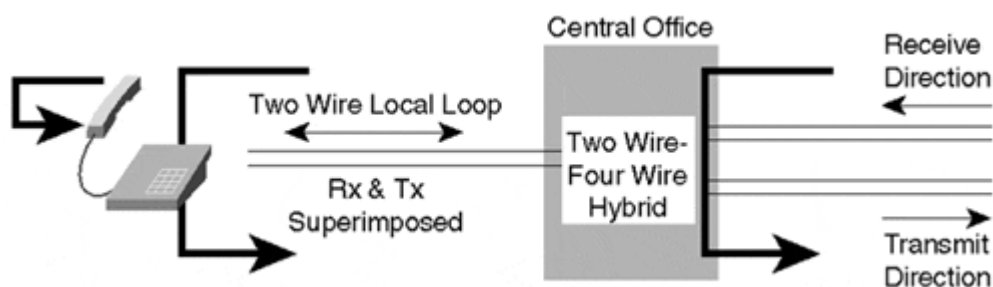 Central Office
Receive
Direction
Two Wire Local Loop
Two Wire-
Four Wire
Hybrid
Rx & Tx
Superimposed
Transmit
Direction